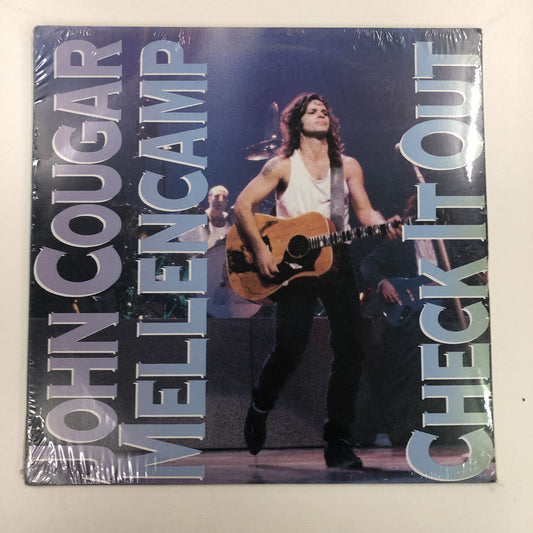 JOHN COUGAR
MELLENCAMP
CHECK IT OUT